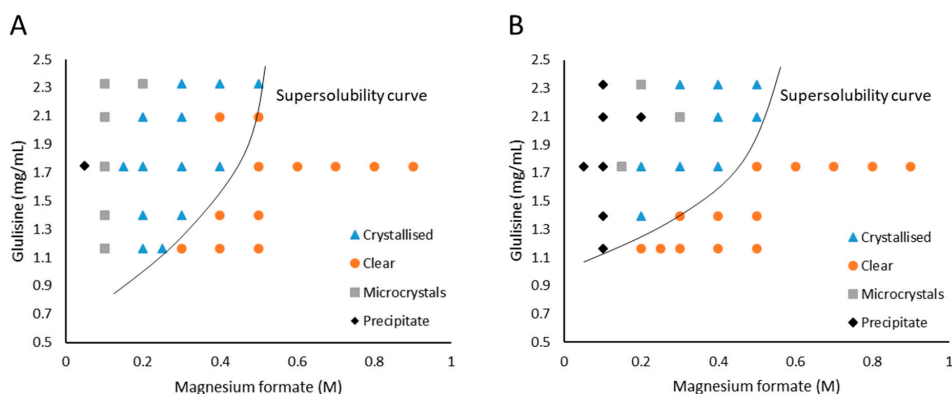 A
2.5
2.3
2.1
1.9
1.7
1.5
1.3
1.1
0.9
0.7
0.5
Glulisine (mg/mL)
Supersolubility curve
Crystallised
Clear
Microcrystals
Precipitate
0 0.2 0.4 0.6 0.8 1
Magnesium formate (M)
B
2.5
2.3
2.1
1.9
1.7
1.5
1.3
1.1
0.9
0.7
0.5
Glulisine (mg/mL)
Supersolubility curve
Crystallised
Clear
Microcrystals
Precipitate
0 0.2 0.4 0.6 0.8 1
Magnesium formate (M)